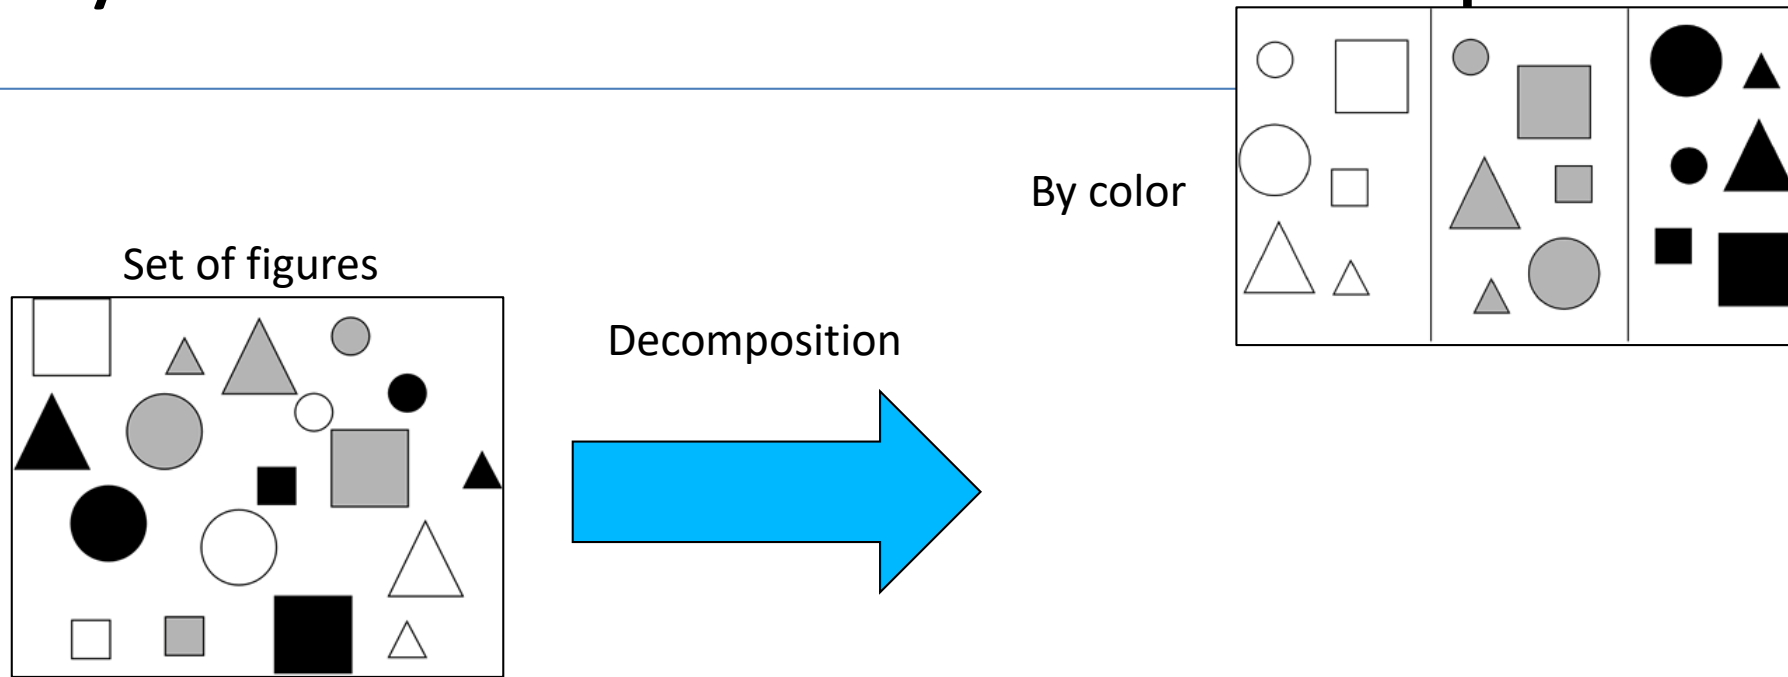 By color
Set of figures
Decomposition